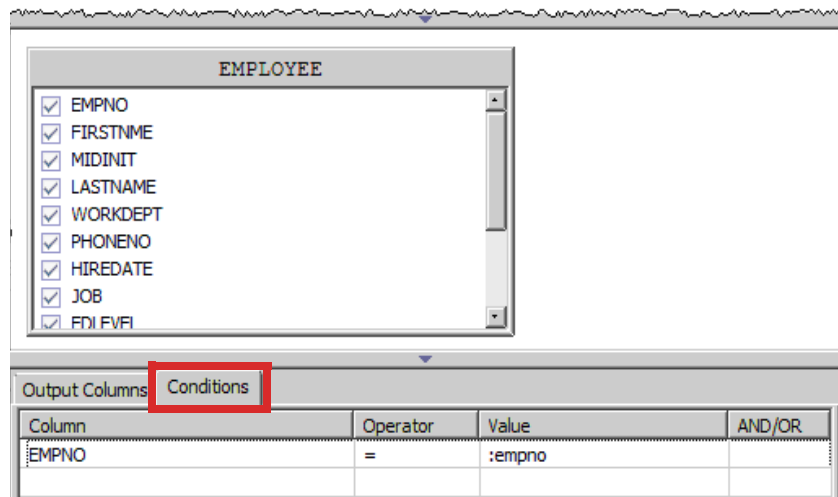 EMPLOYEE
EMPNO
FIRSTNME
MIDINIT
LASTNAME
WORKDEPT
PHONENO
HIREDATE
JOB
EDLEVEL
Output Columns Conditions
Column Operator Value AND/OR
EMPNO = :empno